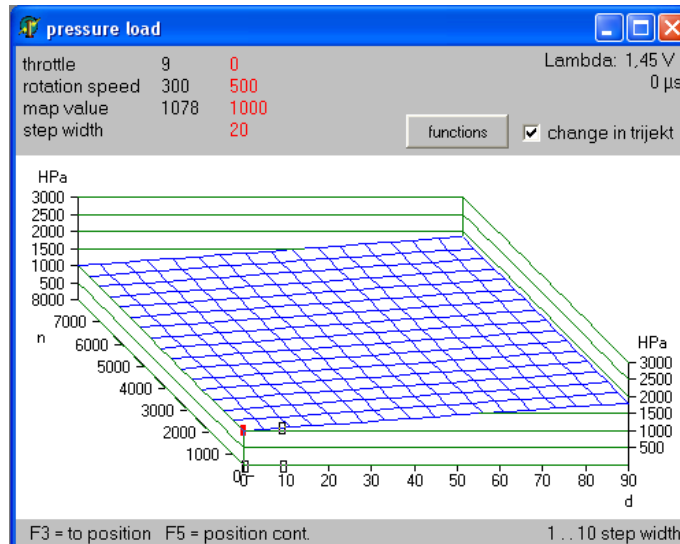 pressure load
throttle 9 0
rotation speed 300 500
map value 1078 1000
step width 20
Lambda: 1,45 V
0 µs
functions
change in trijekt
HPa
3000
2500
2000
1500
1000
500
8000
7000
6000
5000
4000
3000
2000
1000
0
n
HPa
3000
2500
2000
1500
1000
500
0 10 20 30 40 50 60 70 80 90
d
F3 = to position F5 = position cont. 1 . . 10 step width